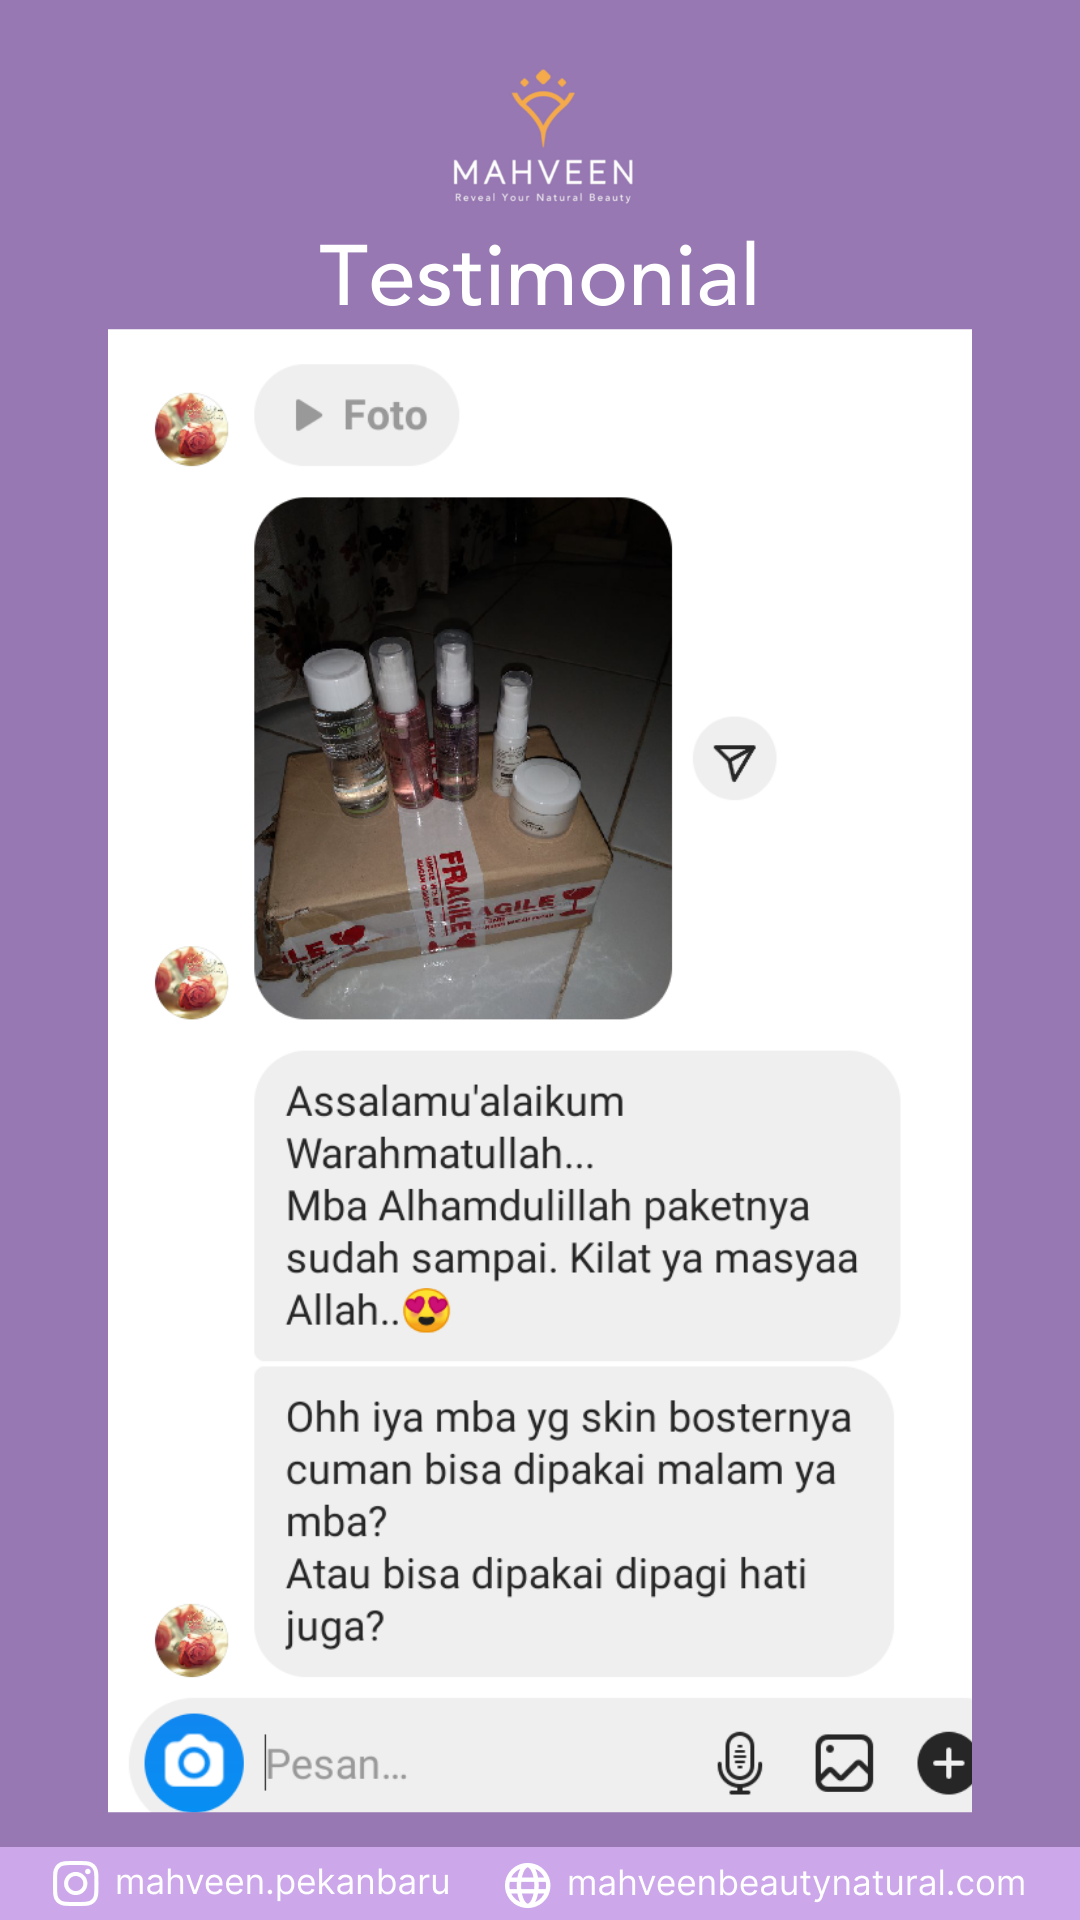 MAHVEEN
Reveal Your Natural Beauty
Testimonial
Foto
FRAGILE
AGILE
LE
Assalamu'alaikum
Warahmatullah...
Mba Alhamdulillah paketnya
sudah sampai. Kilat ya masyaa
Allah..😍
Ohh iya mba yg skin bosternya
cuman bisa dipakai malam ya
mba?
Atau bisa dipakai dipagi hati
juga?
Pesan...
mahveen.pekanbaru
mahveenbeautynatural.com